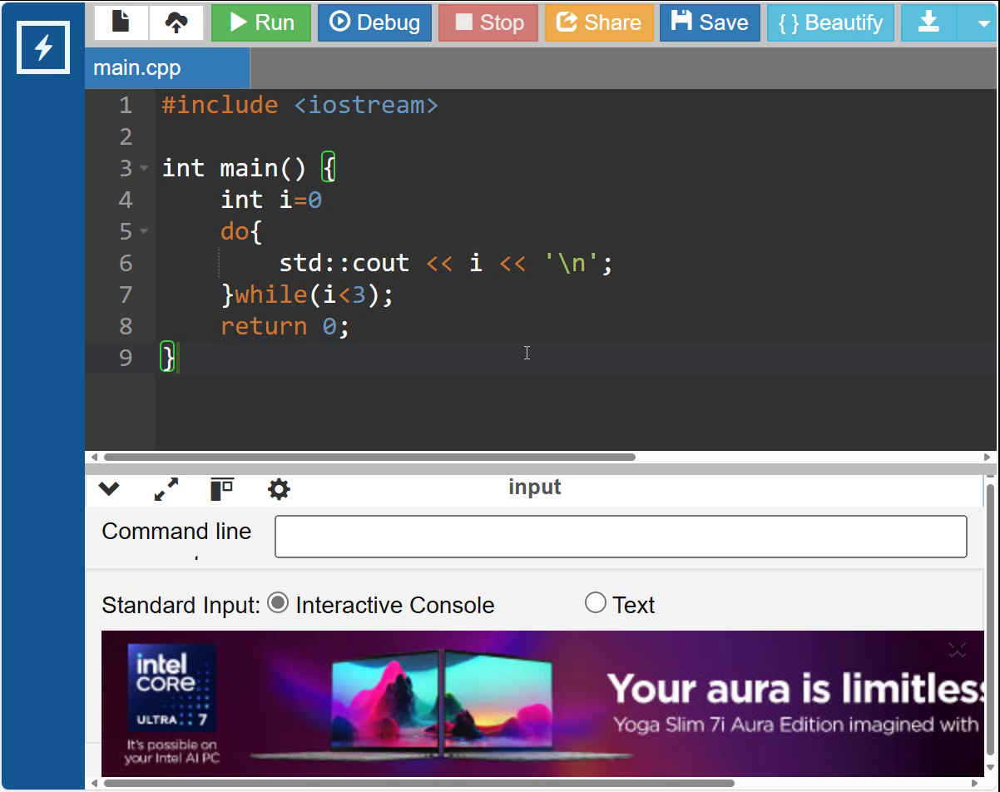 Run Debug Stop Share Save { } Beautify
main.cpp
1 #include <iostream>
2
3 int main() {
4     int i=0
5     do{
6         std::cout << i << '\n';
7     }while(i<3);
8     return 0;
9 }
input
Command line
Standard Input: Interactive Console Text
intel
CORE
ULTRA 7
It's possible on
your Intel AI PC
Your aura is limitless
Yoga Slim 7i Aura Edition imagined with